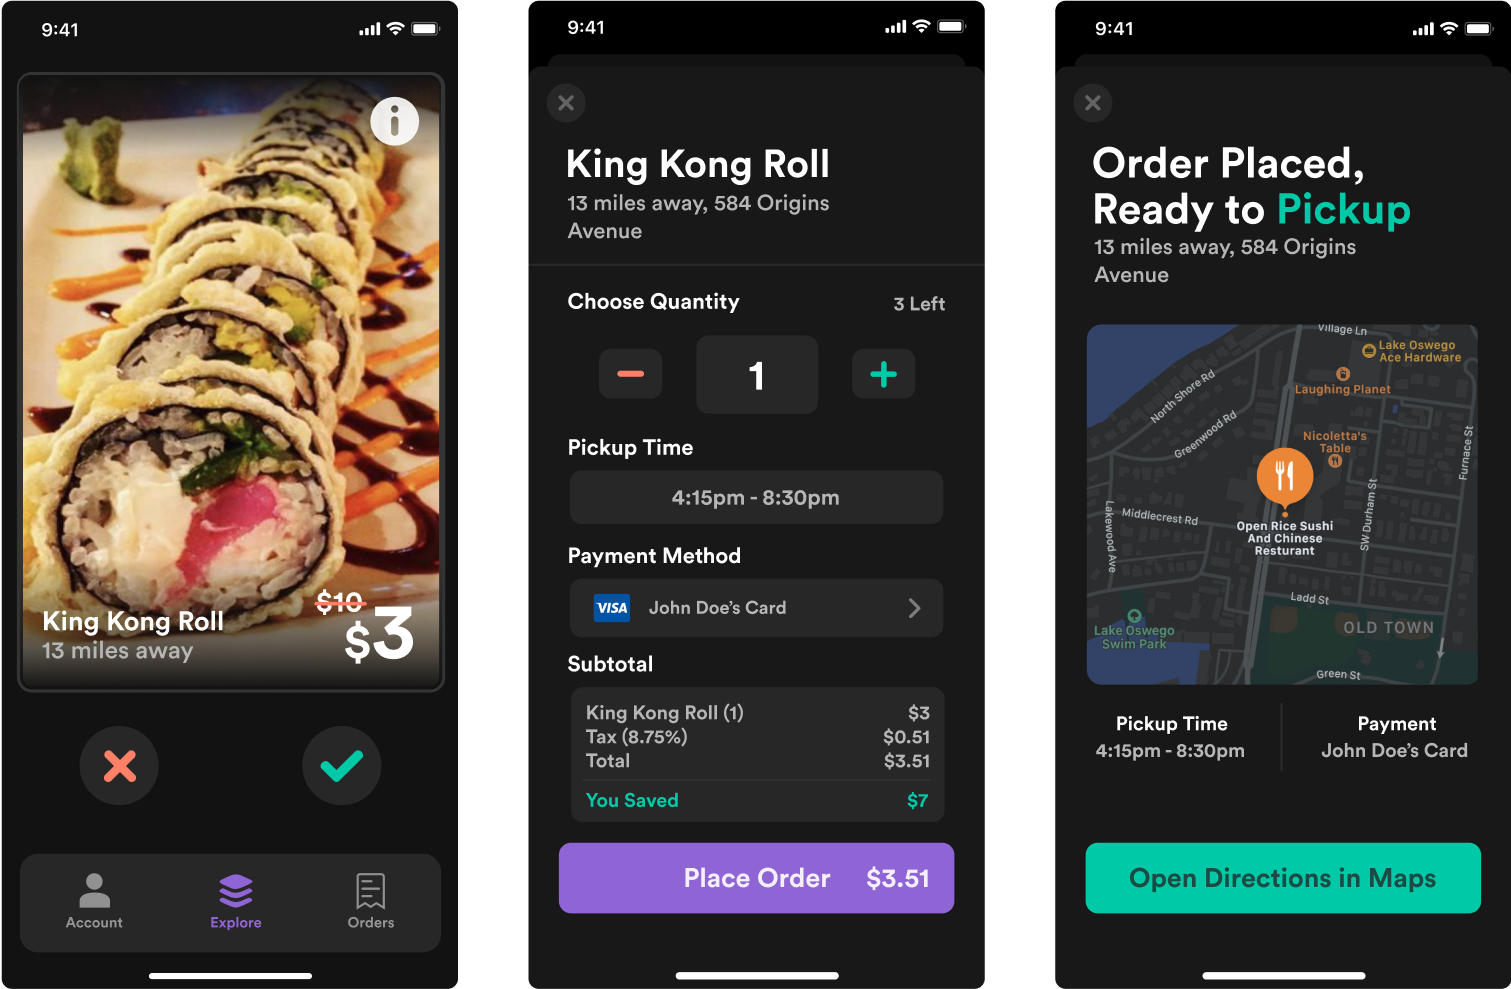 9:41
$10
King Kong Roll
$3
13 miles away
Account
Explore
Orders
9:41
King Kong Roll
13 miles away, 584 Origins
Avenue
Choose Quantity
3 Left
1
Pickup Time
4:15pm - 8:30pm
Payment Method
VISA
John Doe's Card
Subtotal
King Kong Roll (1) $3
Tax (8.75%) $0.51
Total $3.51
You Saved $7
Place Order $3.51
9:41
Order Placed,
Ready to Pickup
13 miles away, 584 Origins
Avenue
Village Ln
Lake Oswego
Ace Hardware
North Shore Rd
Laughing Planet
Greenwood Rd
Nicoletta's
Table
Furnace St
Lakewood Ave
Middlecrest Rd
SW Durham St
Open Rice Sushi
And Chinese
Resturant
Ladd St
Lake Oswego
Swim Park
OLD TOWN
Green St
Pickup Time
4:15pm - 8:30pm
Payment
John Doe's Card
Open Directions in Maps